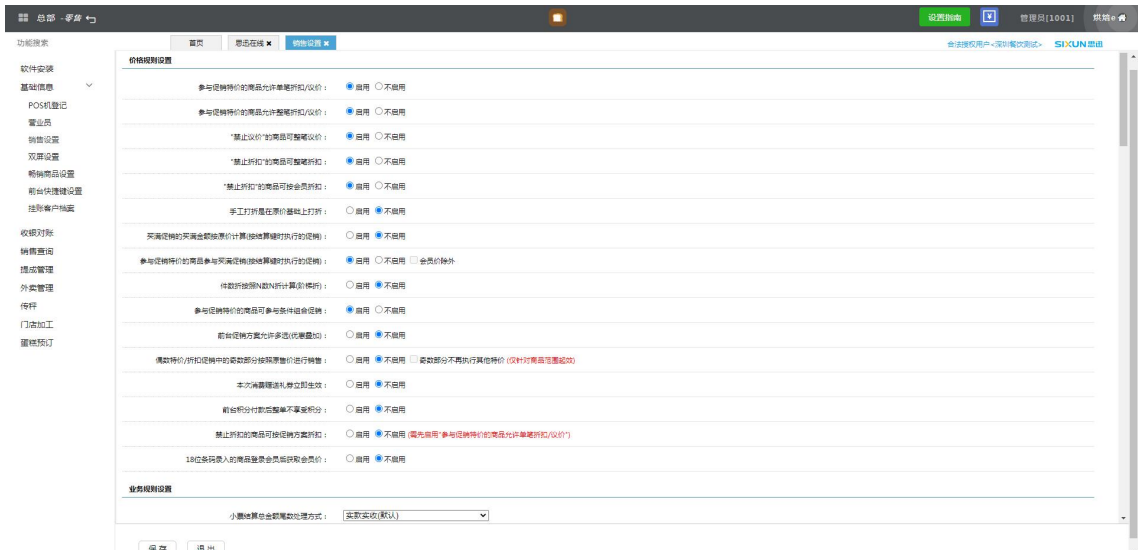 总部 -零售
设置指南
管理员[1001]
烘焙e
功能搜索
首页
思迅在线 ×
销售设置 ×
合法授权用户<深圳餐饮测试>
SIXUN思迅
软件安装
基础信息
POS机登记
营业员
销售设置
双屏设置
畅销商品设置
前台快捷键设置
挂账客户档案
收银对账
销售查询
提成管理
外卖管理
传秤
门店加工
蛋糕预订
价格规则设置
参与促销特价的商品允许单笔折扣/议价： 启用 不启用
参与促销特价的商品允许整笔折扣/议价： 启用 不启用
"禁止议价"的商品可整笔议价： 启用 不启用
"禁止折扣"的商品可整笔折扣： 启用 不启用
"禁止折扣"的商品可按会员折扣： 启用 不启用
手工打折是在原价基础上打折： 启用 不启用
买满促销的买满金额按原价计算(按结算键时执行的促销)： 启用 不启用
参与促销特价的商品参与买满促销(按结算键时执行的促销)： 启用 不启用 会员价除外
件数折按照N数N折计算(阶梯折)： 启用 不启用
参与促销特价的商品可参与条件组合促销： 启用 不启用
前台促销方案允许多选(优惠叠加)： 启用 不启用
偶数特价/折扣促销中的奇数部分按照原售价进行销售： 启用 不启用 奇数部分不再执行其他特价 (仅针对商品范围起效)
本次消费赠送礼券立即生效： 启用 不启用
前台积分付款后整单不享受积分： 启用 不启用
禁止折扣的商品可按促销方案折扣： 启用 不启用 (需先启用"参与促销特价的商品允许单笔折扣/议价")
18位条码录入的商品登录会员后获取会员价： 启用 不启用
业务规则设置
小票结算总金额尾数处理方式： 实款实收(默认)
保存
退出